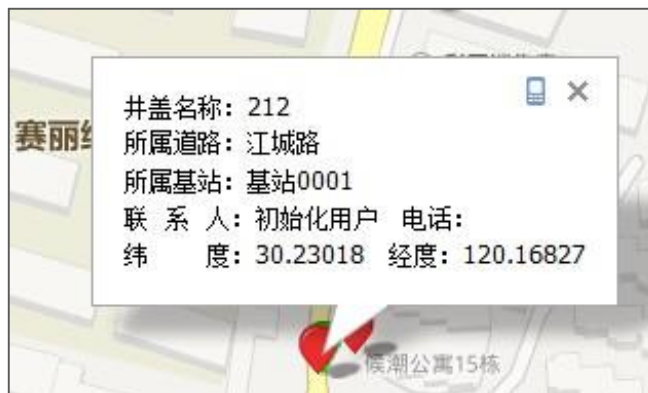 井盖名称：212
赛丽
所属道路：江城路
所属基站：基站0001
联 系 人：初始化用户 电话：
纬 度：30.23018 经度：120.16827
候潮公寓15栋